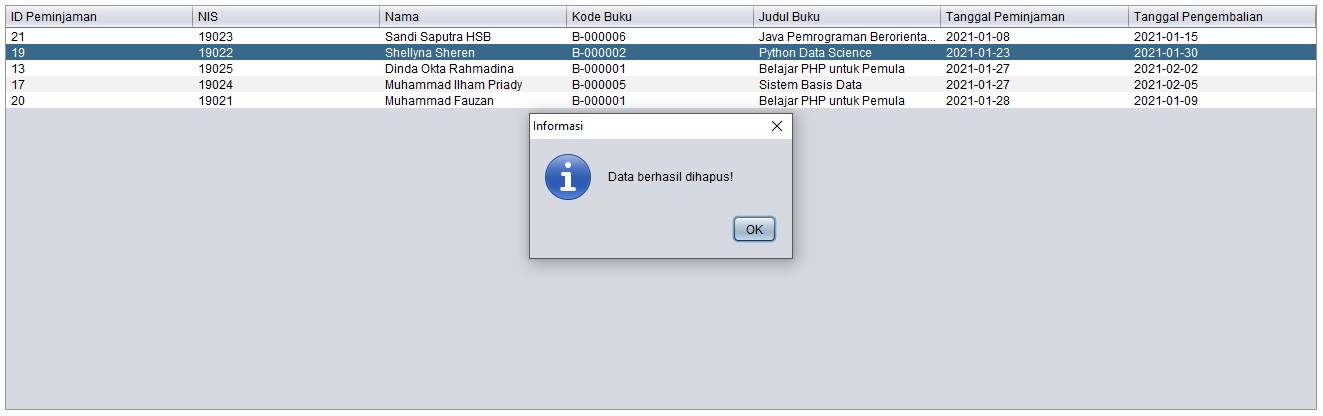 ID Peminjaman NIS Nama Kode Buku Judul Buku Tanggal Peminjaman Tanggal Pengembalian
21 19023 Sandi Saputra HSB B-000006 Java Pemrograman Berorienta... 2021-01-08 2021-01-15
19 19022 Shellyna Sheren B-000002 Python Data Science 2021-01-23 2021-01-30
13 19025 Dinda Okta Rahmadina B-000001 Belajar PHP untuk Pemula 2021-01-27 2021-02-02
17 19024 Muhammad Ilham Priady B-000005 Sistem Basis Data 2021-01-27 2021-02-05
20 19021 Muhammad Fauzan B-000001 Belajar PHP untuk Pemula 2021-01-28 2021-01-09
Informasi
Data berhasil dihapus!
OK